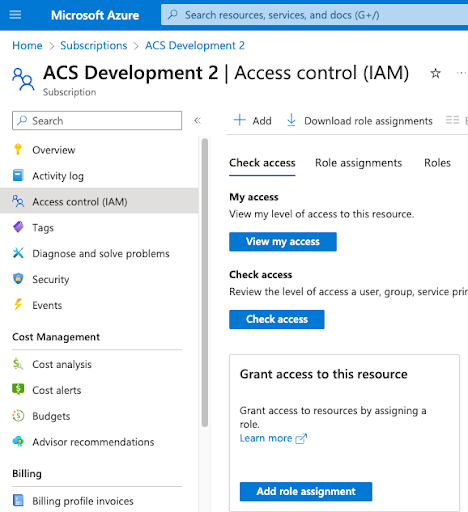 Microsoft Azure
Search resources, services, and docs (G+/)
Home > Subscriptions > ACS Development 2
ACS Development 2 | Access control (IAM)
Subscription
Search
«
+ Add
Download role assignments
Overview
Activity log
Access control (IAM)
Tags
Diagnose and solve problems
Security
Events
Cost Management
Cost analysis
Cost alerts
Budgets
Advisor recommendations
Billing
Billing profile invoices
Check access
Role assignments
Roles
My access
View my level of access to this resource.
View my access
Check access
Review the level of access a user, group, service
Check access
Grant access to this resource
Grant access to resources by assigning a
role.
Learn more
Add role assignment